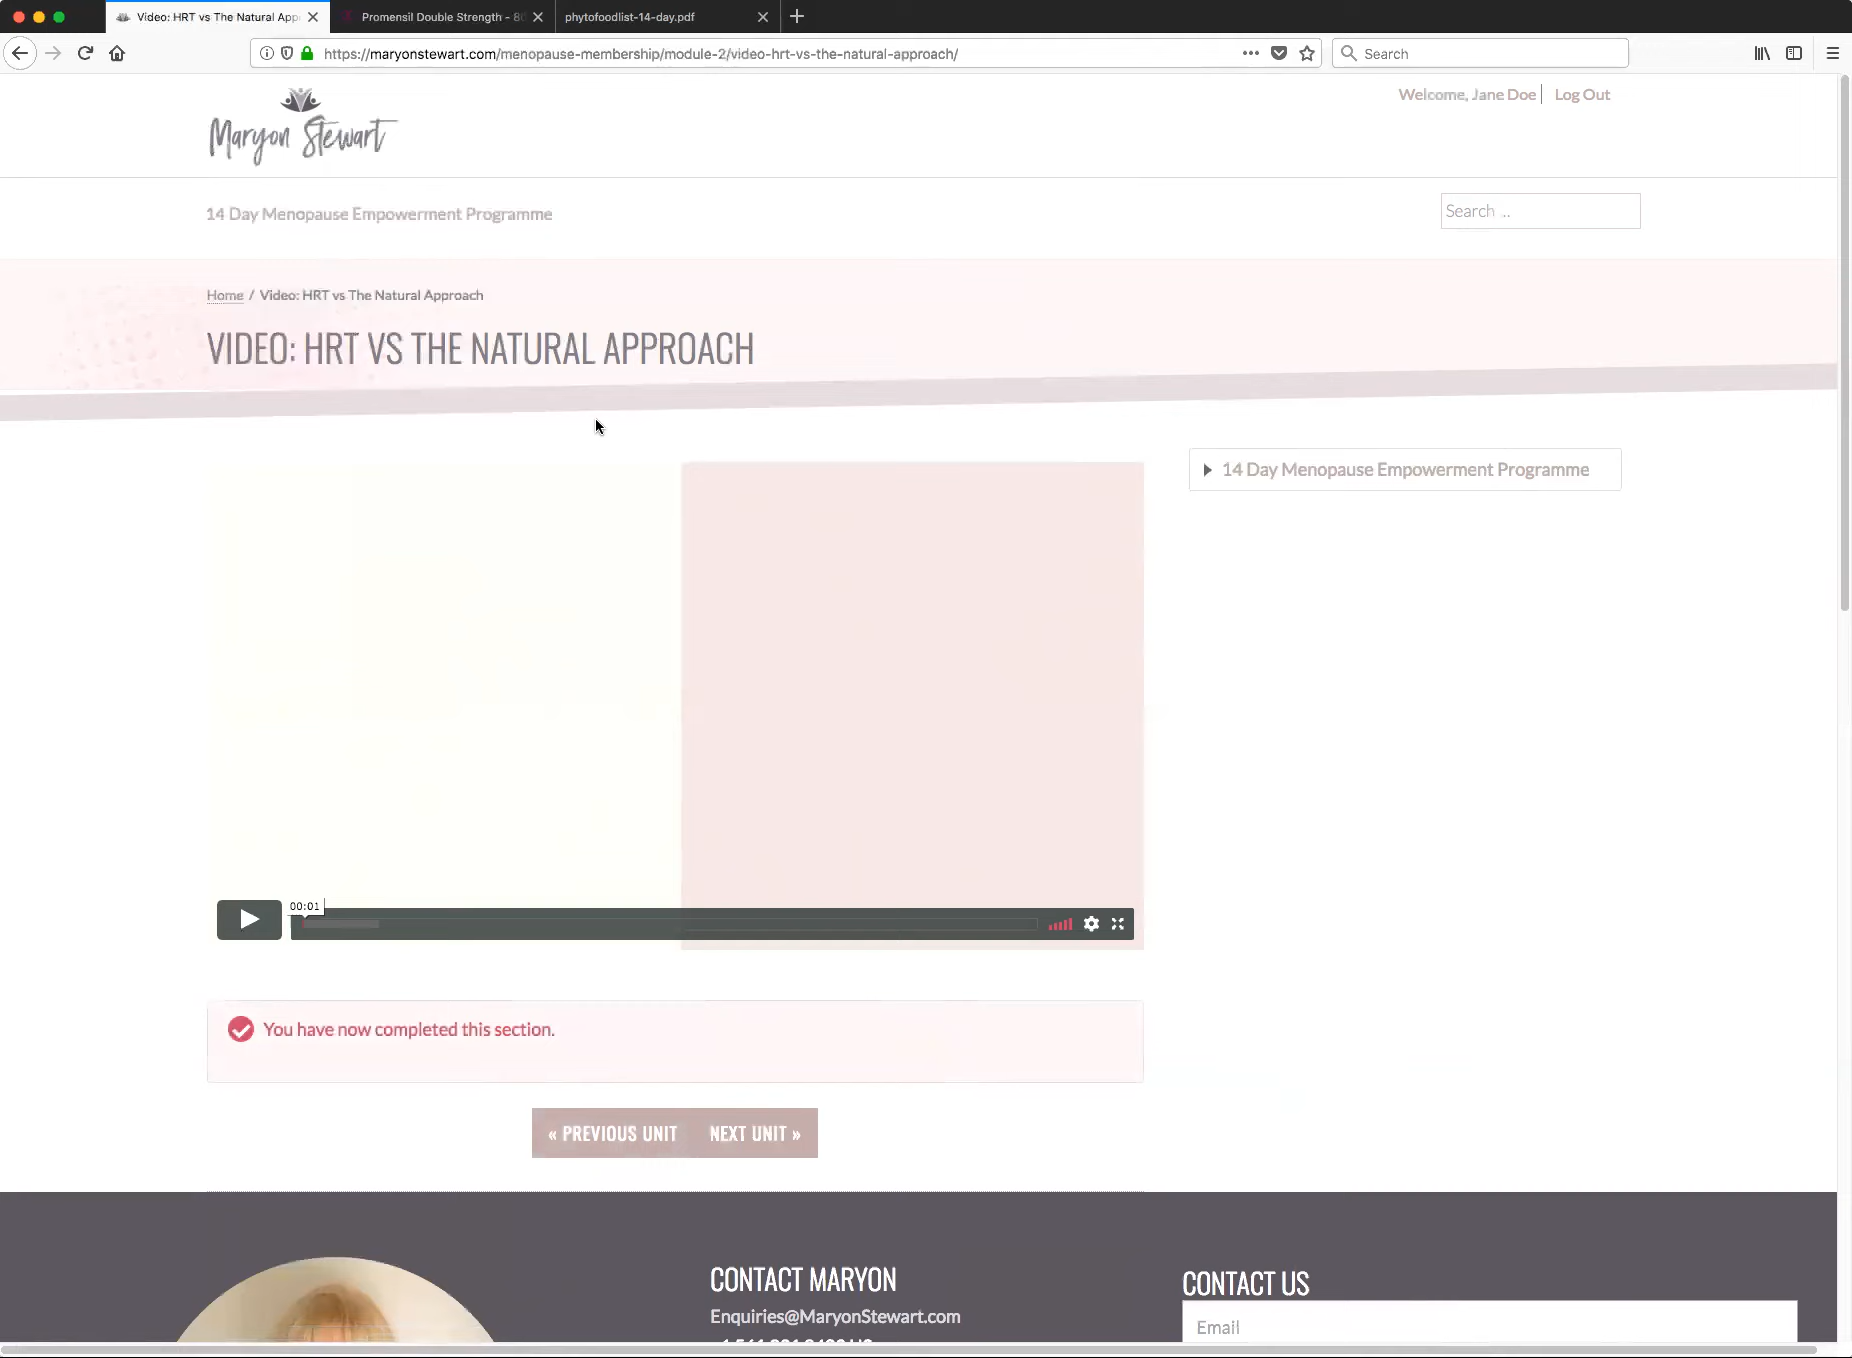 Video: HRT vs The Natural App
Promensil Double Strength - 80
phytofoodlist-14-day.pdf
https://maryonstewart.com/menopause-membership/module-2/video-hrt-vs-the-natural-approach/
Search
Maryon Stewart
Welcome, Jane Doe
Log Out
14 Day Menopause Empowerment Programme
Search ...
Home / Video: HRT vs The Natural Approach
VIDEO: HRT VS THE NATURAL APPROACH
14 Day Menopause Empowerment Programme
00:01
You have now completed this section.
« PREVIOUS UNIT
NEXT UNIT »
CONTACT MARYON
Enquiries@MaryonStewart.com
CONTACT US
Email